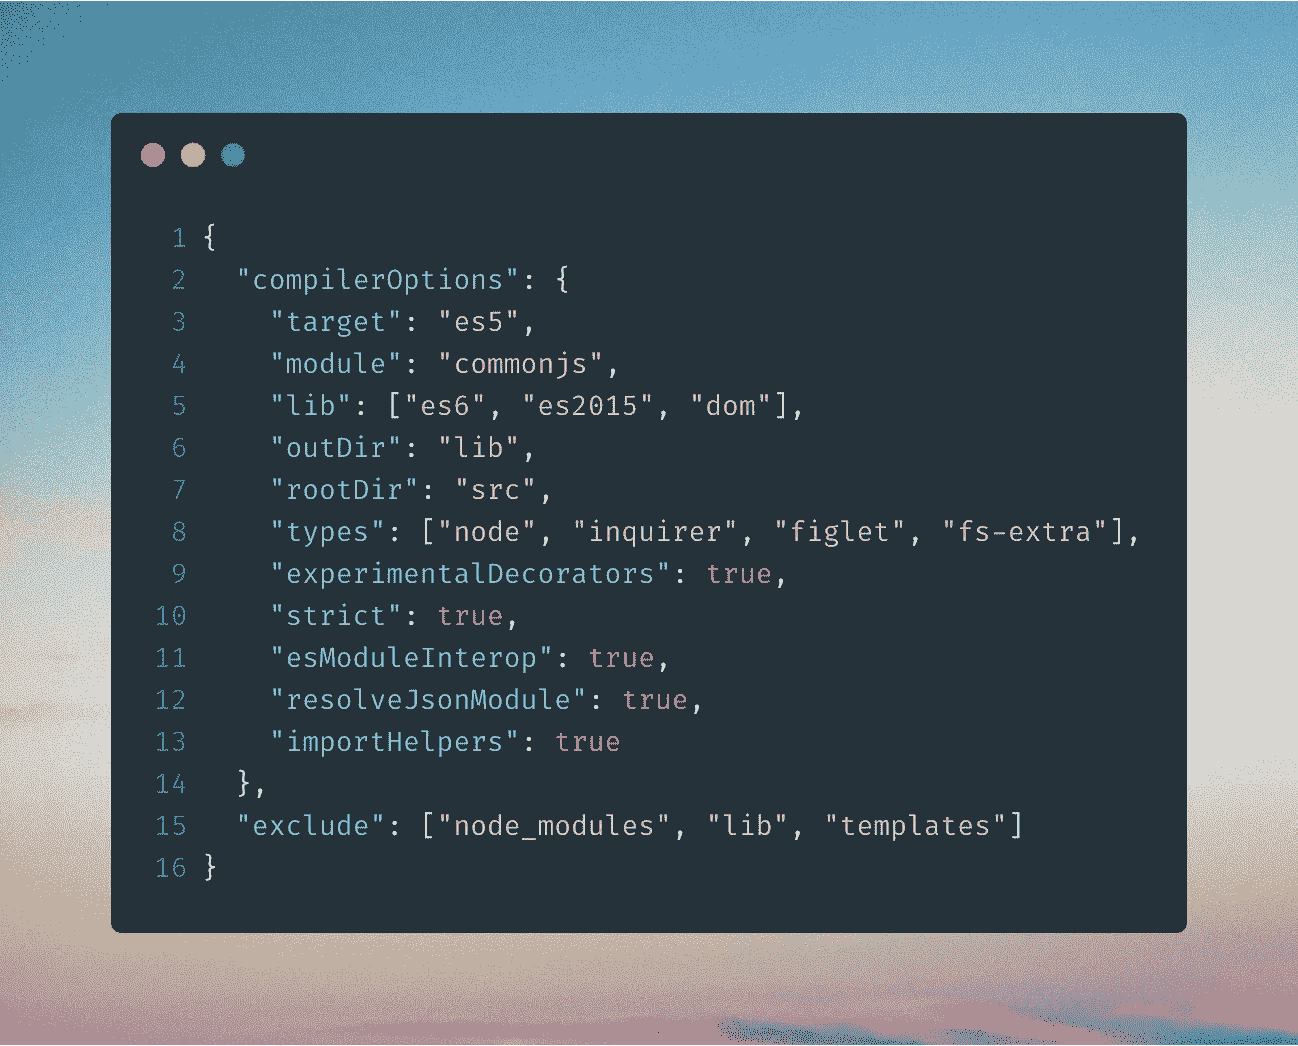 1 {
2   "compilerOptions": {
3     "target": "es5",
4     "module": "commonjs",
5     "lib": ["es6", "es2015", "dom"],
6     "outDir": "lib",
7     "rootDir": "src",
8     "types": ["node", "inquirer", "figlet", "fs-extra"],
9     "experimentalDecorators": true,
10     "strict": true,
11     "esModuleInterop": true,
12     "resolveJsonModule": true,
13     "importHelpers": true
14   },
15   "exclude": ["node_modules", "lib", "templates"]
16 }